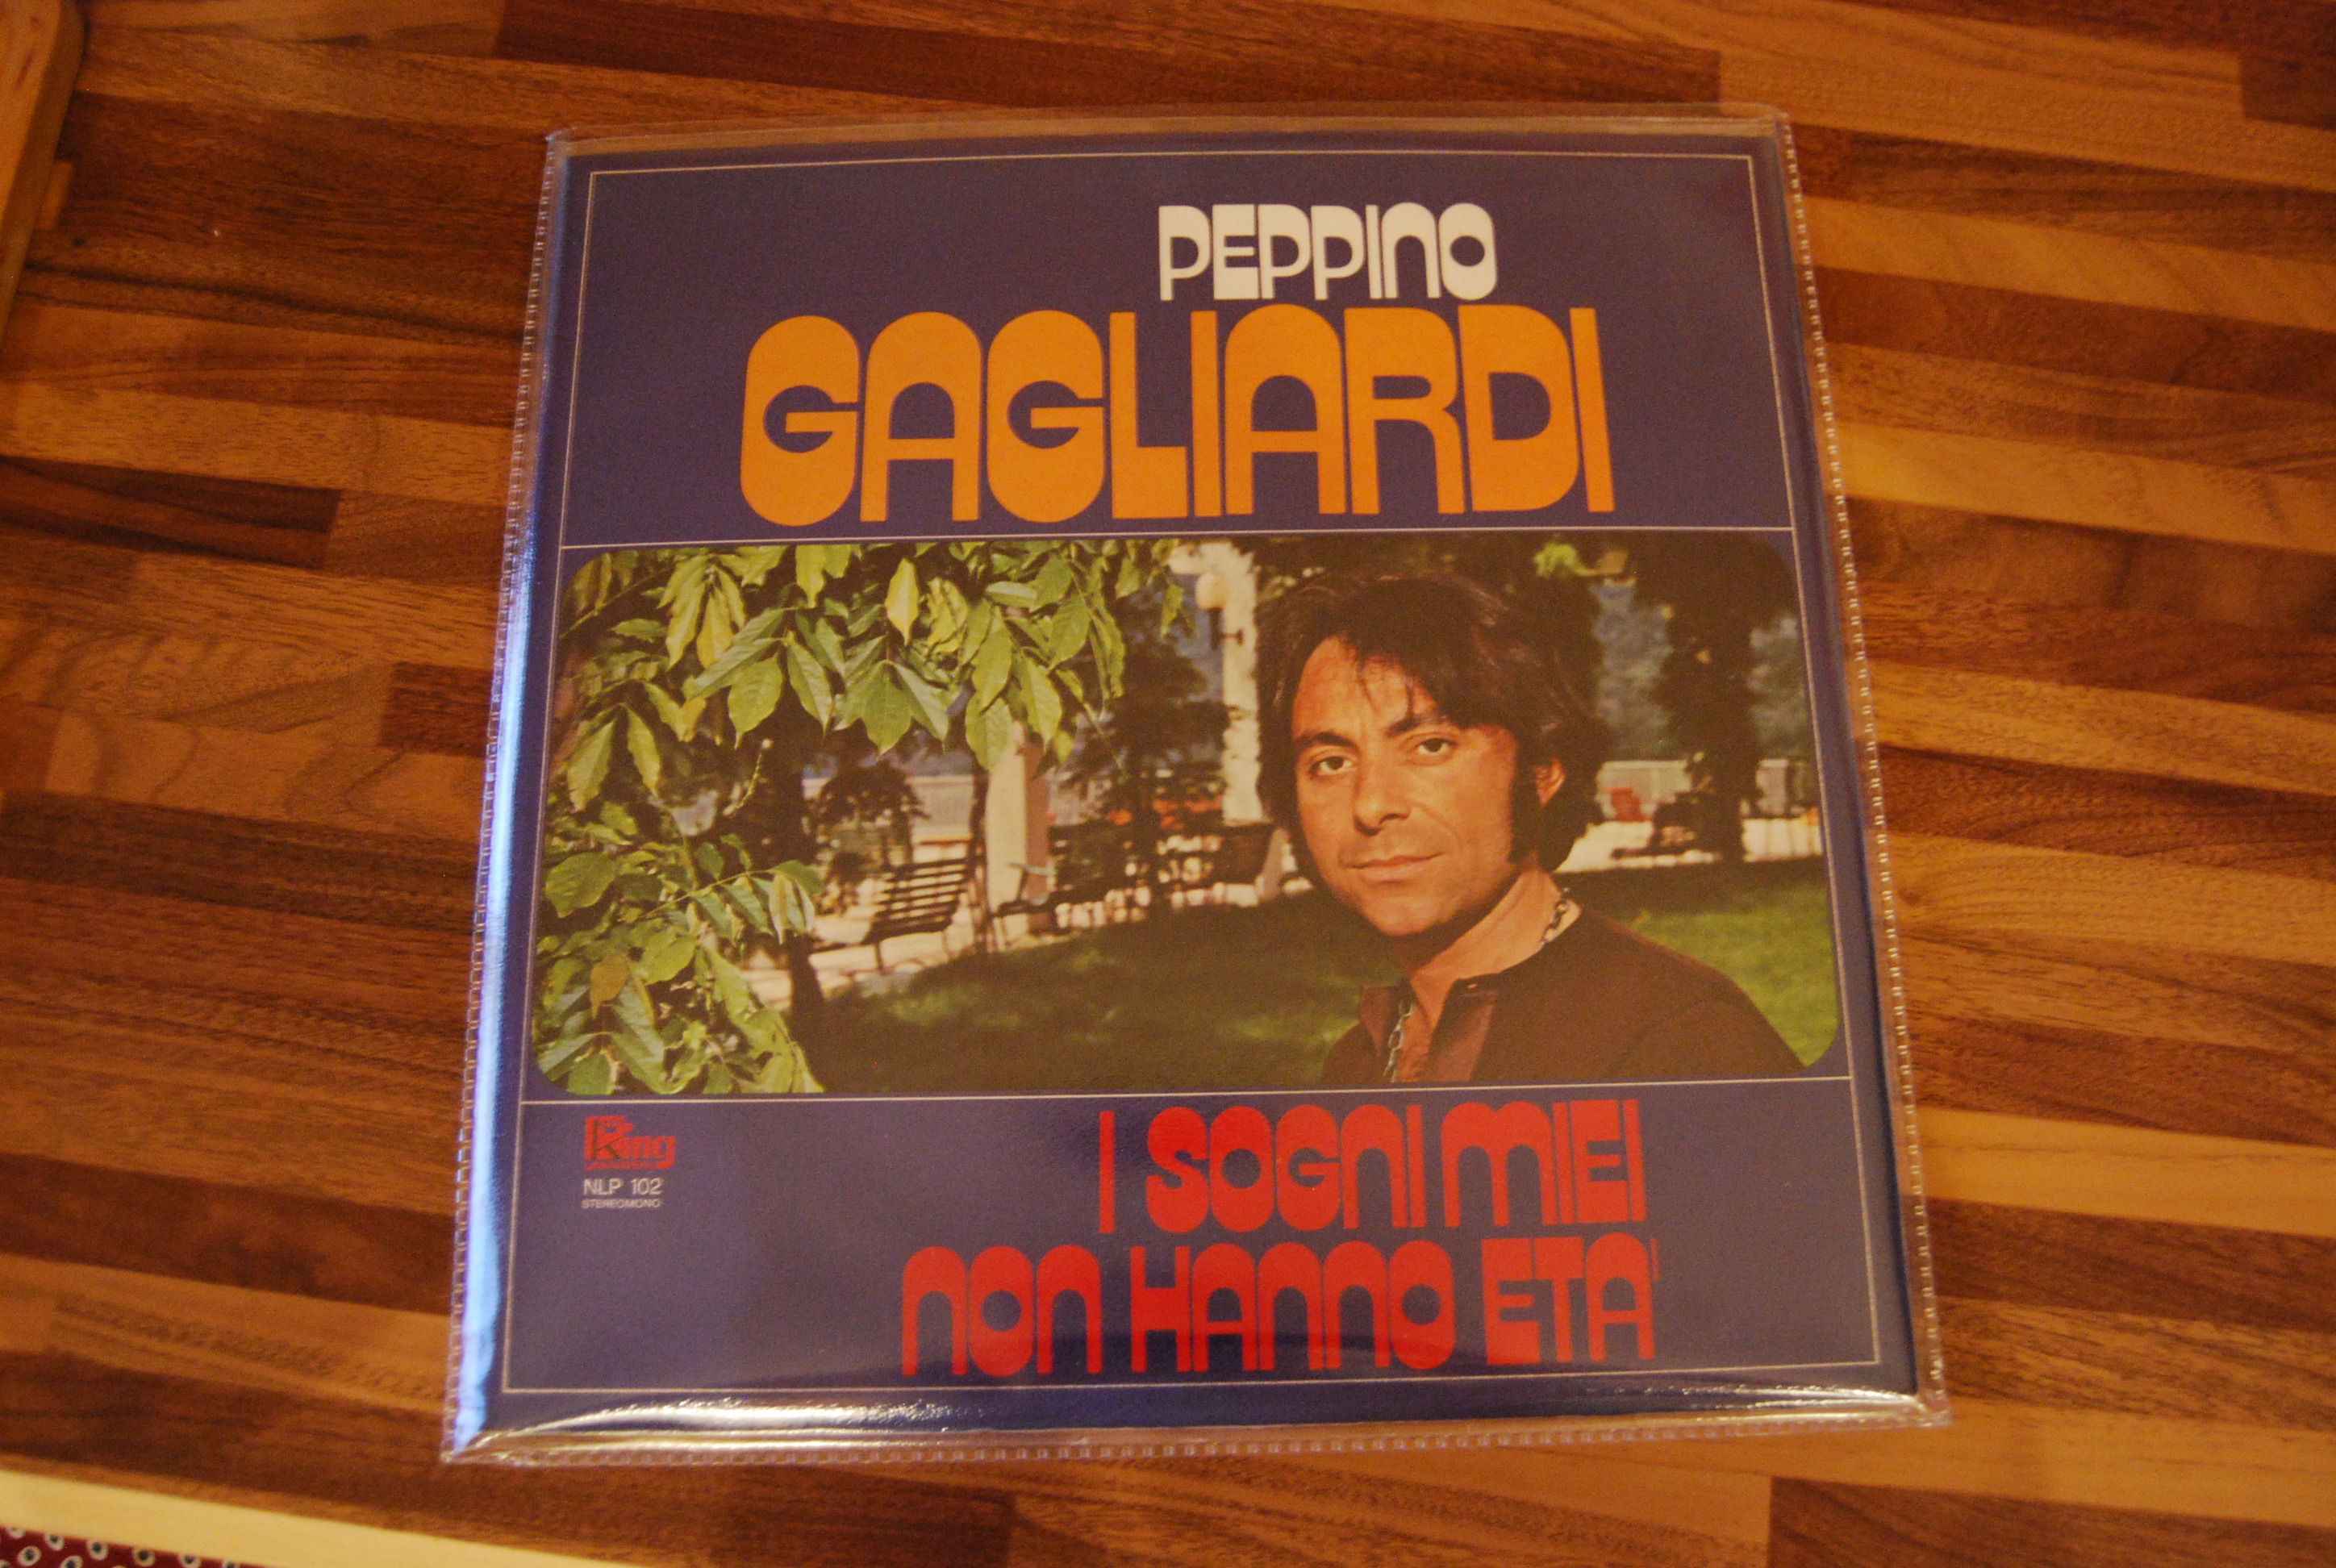 PEPPINO
GAGLIARDI
I SOGNI MIEI
NON HANNO ETA'
King
NLP 102
STEREOMONO